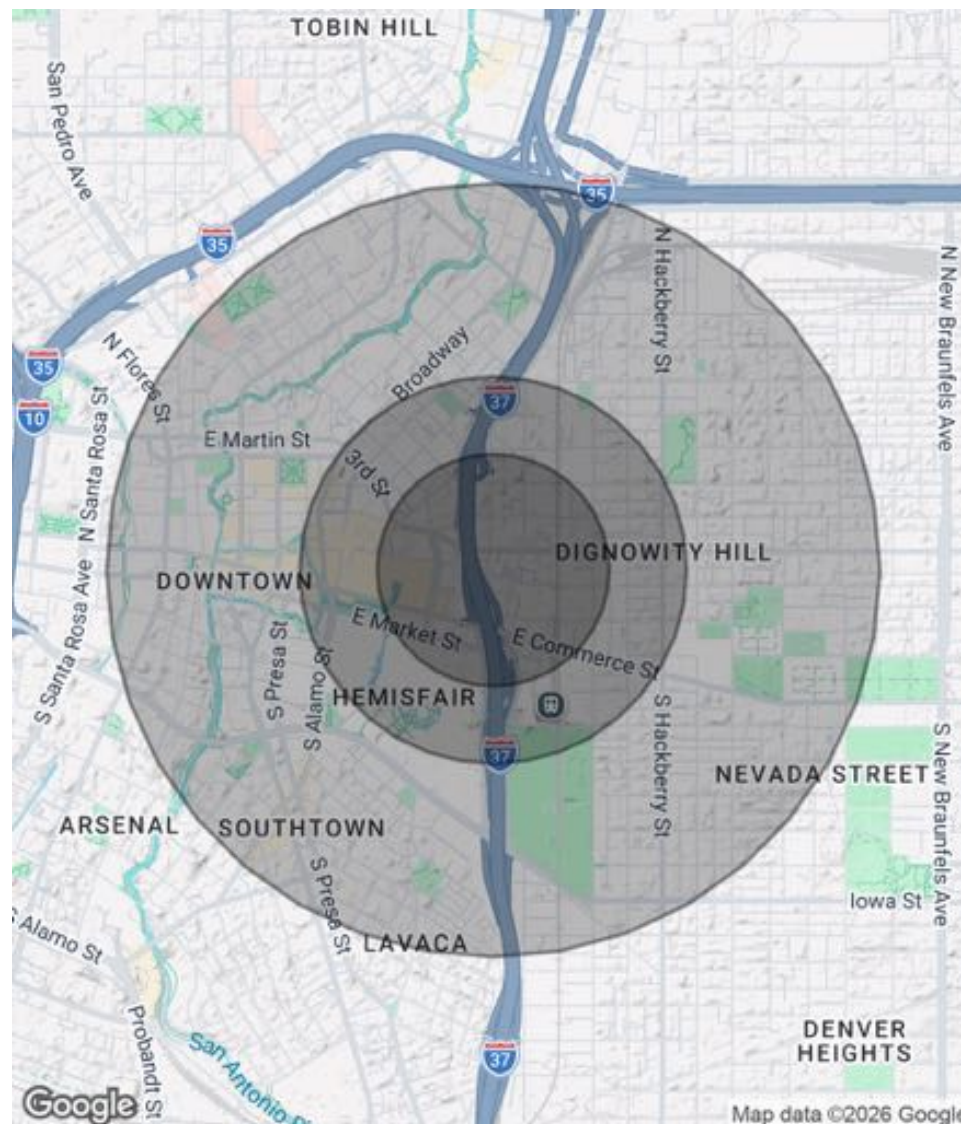 TOBIN HILL
San Pedro Ave
35
35
N Hackberry St
N New Braunfels Ave
35
10
N Flores St
N Santa Rosa St
Broadway
37
E Martin St
3rd St
DIGNOWITY HILL
DOWNTOWN
S Santa Rosa Ave
S Presa St
S Alamo St
E Market St
E Commerce St
HEMISFAIR
S Hackberry St
37
NEVADA STREET
S New Braunfels Ave
ARSENAL
SOUTHTOWN
S Presa St
Iowa St
S Alamo St
LAVACA
Probandt St
San Antonio
37
DENVER
HEIGHTS
Google
Map data ©2026 Google